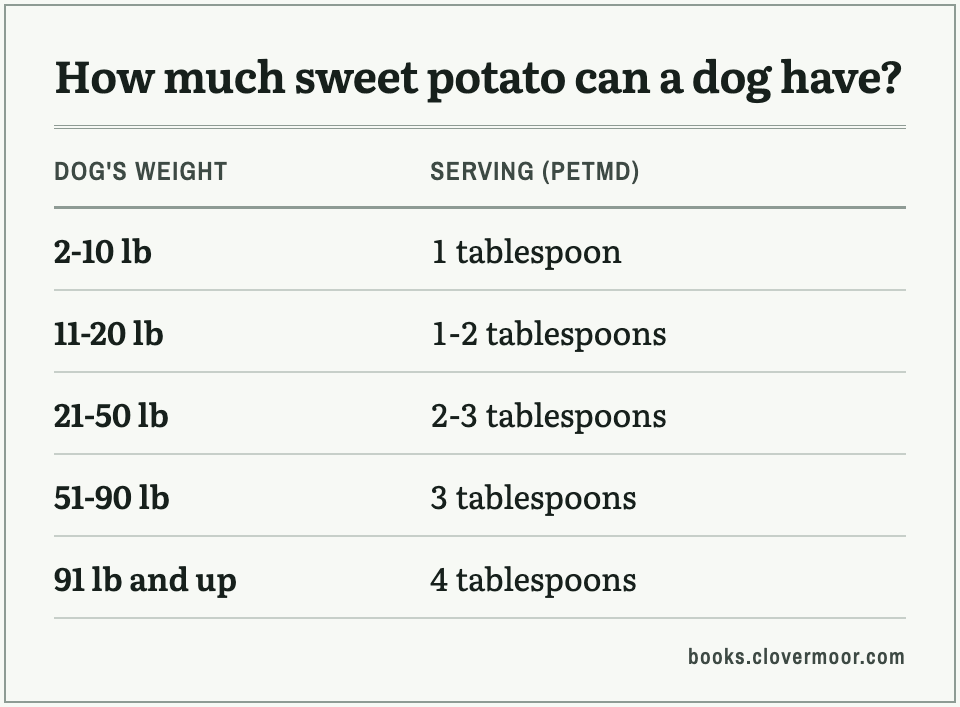 How much sweet potato can a dog have?
DOG'S WEIGHT SERVING (PETMD)
2-10 lb 1 tablespoon
11-20 lb 1-2 tablespoons
21-50 lb 2-3 tablespoons
51-90 lb 3 tablespoons
91 lb and up 4 tablespoons
books.clovermoor.com